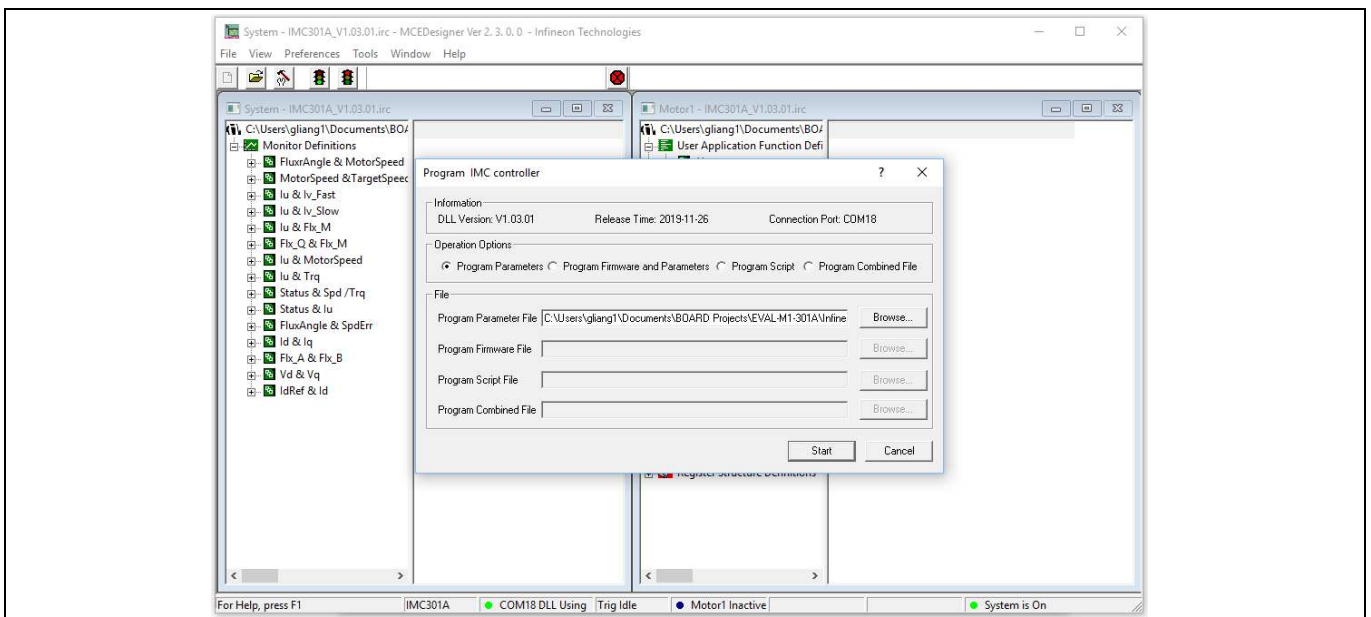 System - IMC301A_V1.03.01.irc - MCEDesigner Ver 2. 3. 0. 0 - Infineon Technologies
File View Preferences Tools Window Help
System - IMC301A_V1.03.01.irc
C:\Users\gliang1\Documents\BO
Monitor Definitions
FluxrAngle & MotorSpeed
MotorSpeed &TargetSpeec
Iu & Iv_Fast
Iu & Iv_Slow
Iu & Flx_M
Flx_Q & Flx_M
Iu & MotorSpeed
Iu & Trq
Status & Spd /Trq
Status & Iu
FluxAngle & SpdErr
Id & Iq
Flx_A & Flx_B
Vd & Vq
IdRef & Id
Motor1 - IMC301A_V1.03.01.irc
C:\Users\gliang1\Documents\BO
User Application Function Defi
Program IMC controller ?
Information
DLL Version: V1.03.01 Release Time: 2019-11-26 Connection Port: COM18
Operation Options
Program Parameters Program Firmware and Parameters Program Script Program Combined File
File
Program Parameter File C:\Users\gliang1\Documents\BOARD Projects\EVAL-M1-301A\Infine Browse...
Program Firmware File Browse...
Program Script File Browse...
Program Combined File Browse...
Start Cancel
Register Structure Definitions
For Help, press F1 IMC301A COM18 DLL Using Trig Idle Motor1 Inactive System is On